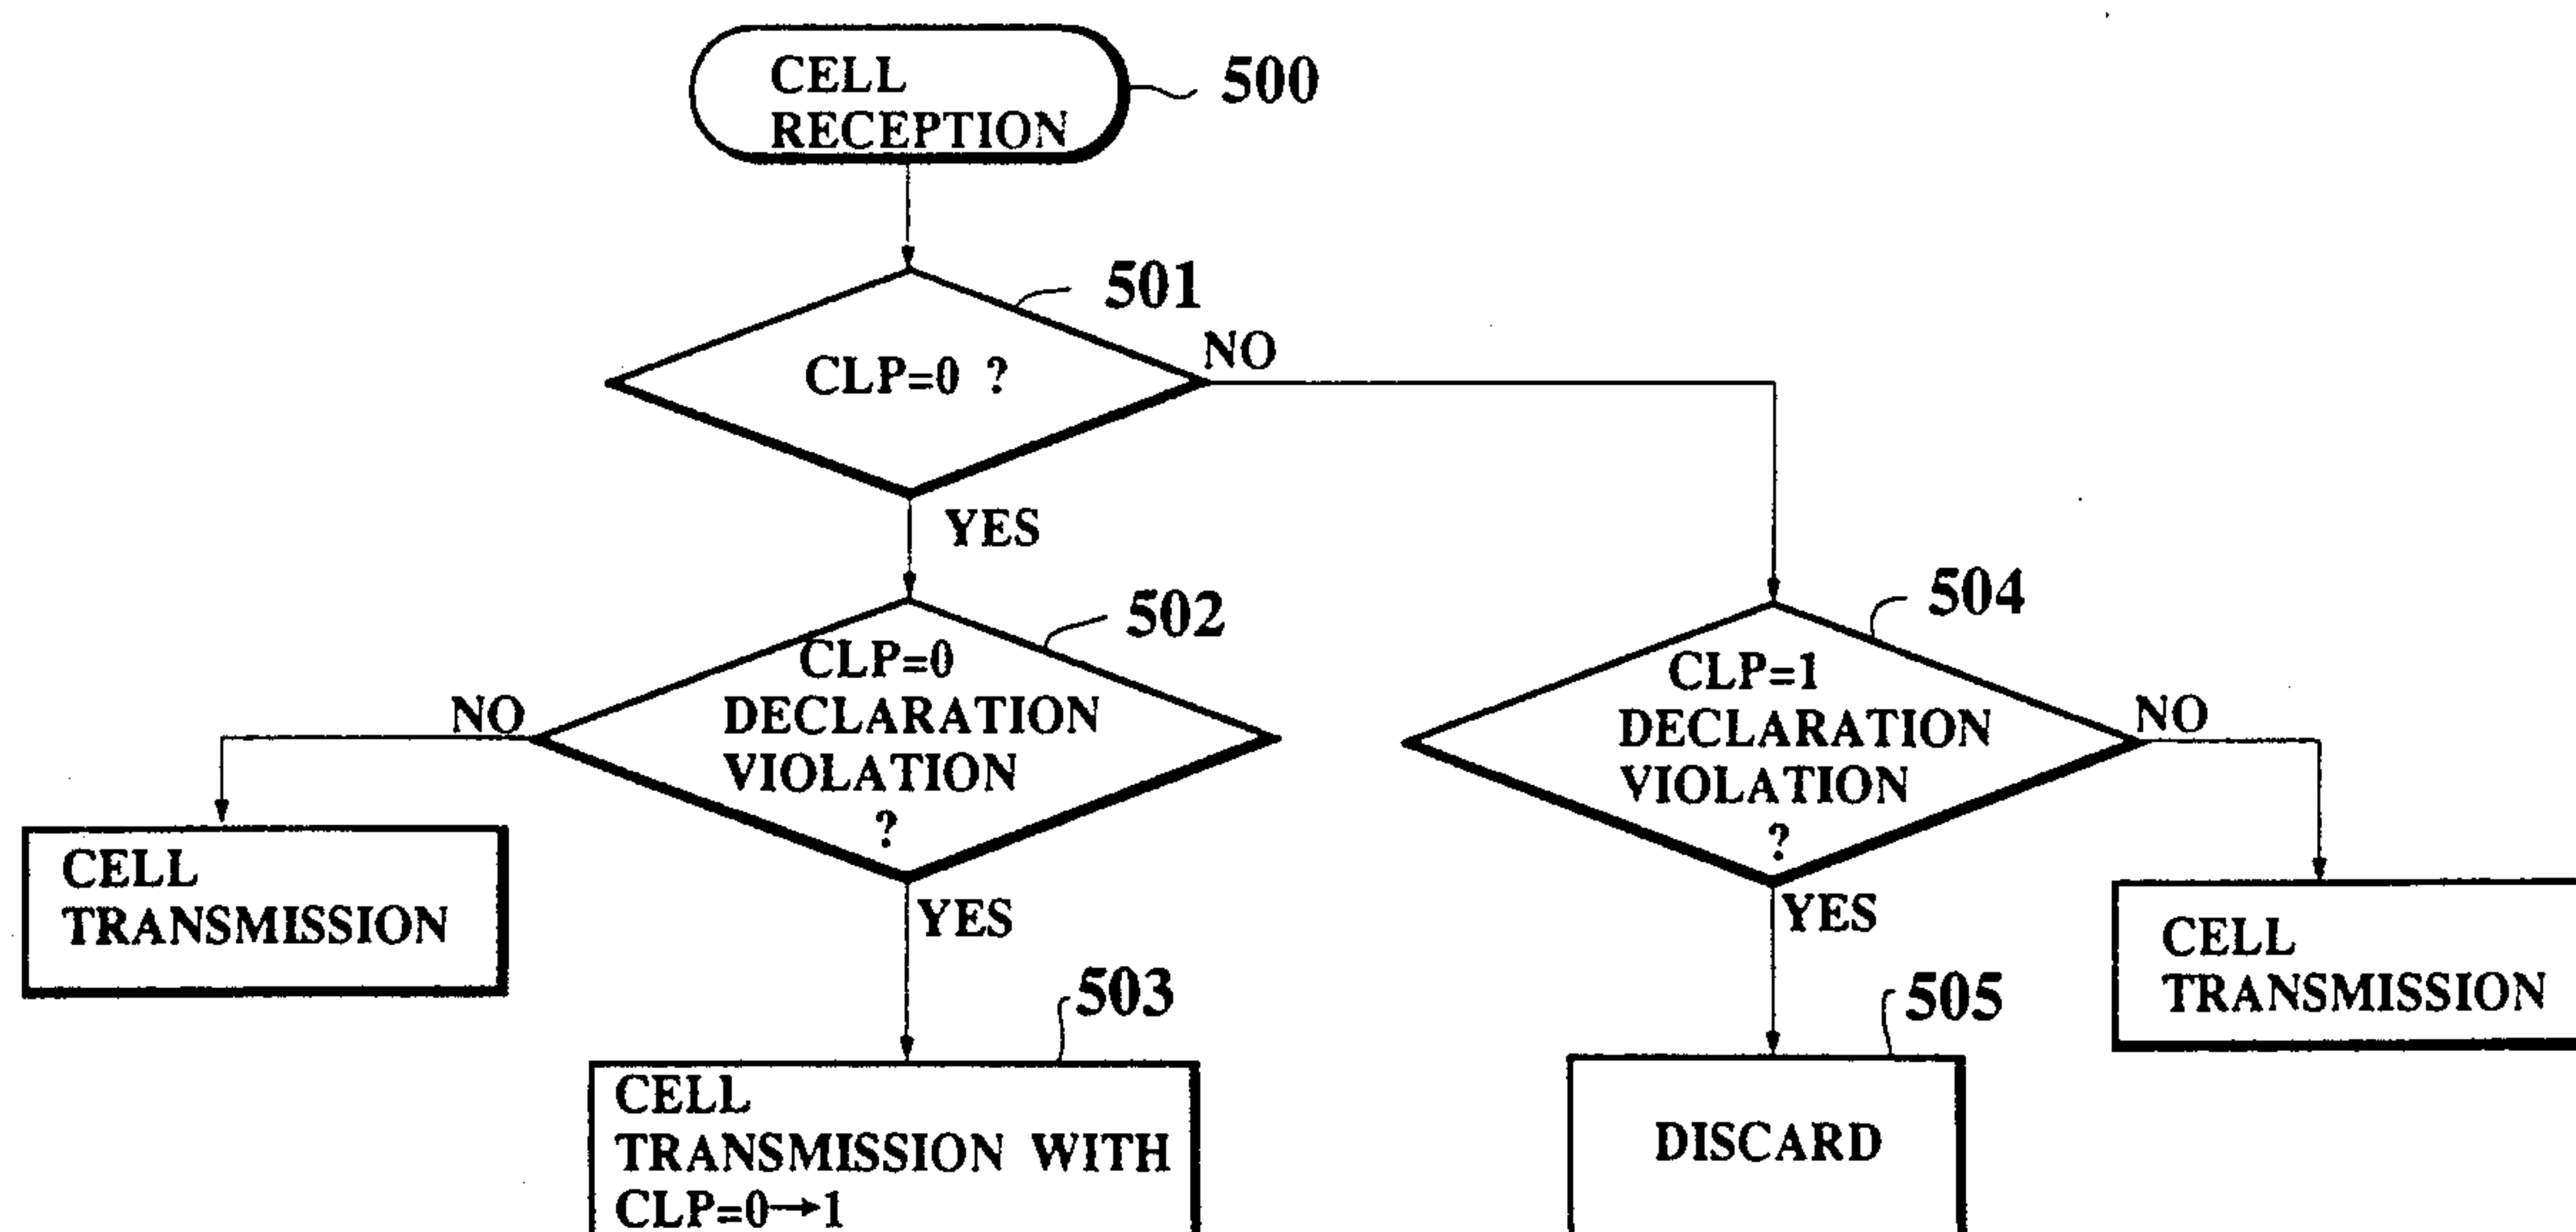 CELL
RECEPTION
500
501
CLP=0 ?
NO
YES
502
CLP=0
DECLARATION
VIOLATION
?
NO
YES
504
CLP=1
DECLARATION
VIOLATION
?
NO
YES
CELL
TRANSMISSION
503
CELL
TRANSMISSION WITH
CLP=0→1
505
DISCARD
CELL
TRANSMISSION